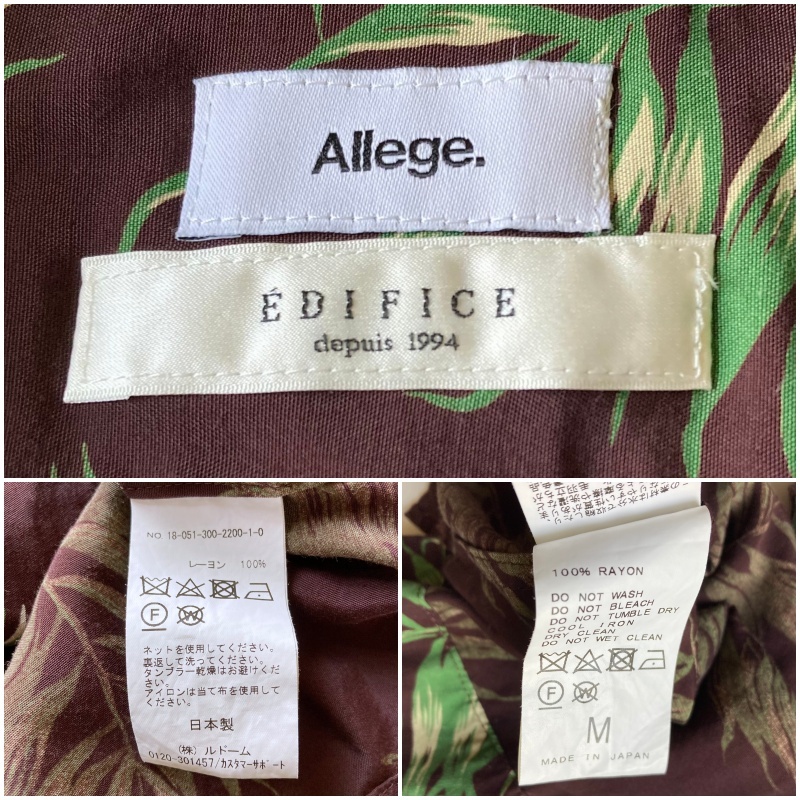 Allege.
ÉDIFICE
depuis 1994
NO 18-051-300-2200-1-0
レーヨン 100%
F W
ネットを使用してください。
裏返して洗ってください。
タンブラー乾燥はお避けくだ
さい。
アイロンは当て布を使用して
ください。
日本製
(株) ルドーム
0120-301457/カスタマーサポート
100% RAYON
DO NOT WASH
DO NOT BLEACH
DO NOT TUMBLE DRY
COOL IRON
DRY CLEAN
DO NOT WET CLEAN
F W
M
MADE IN JAPAN